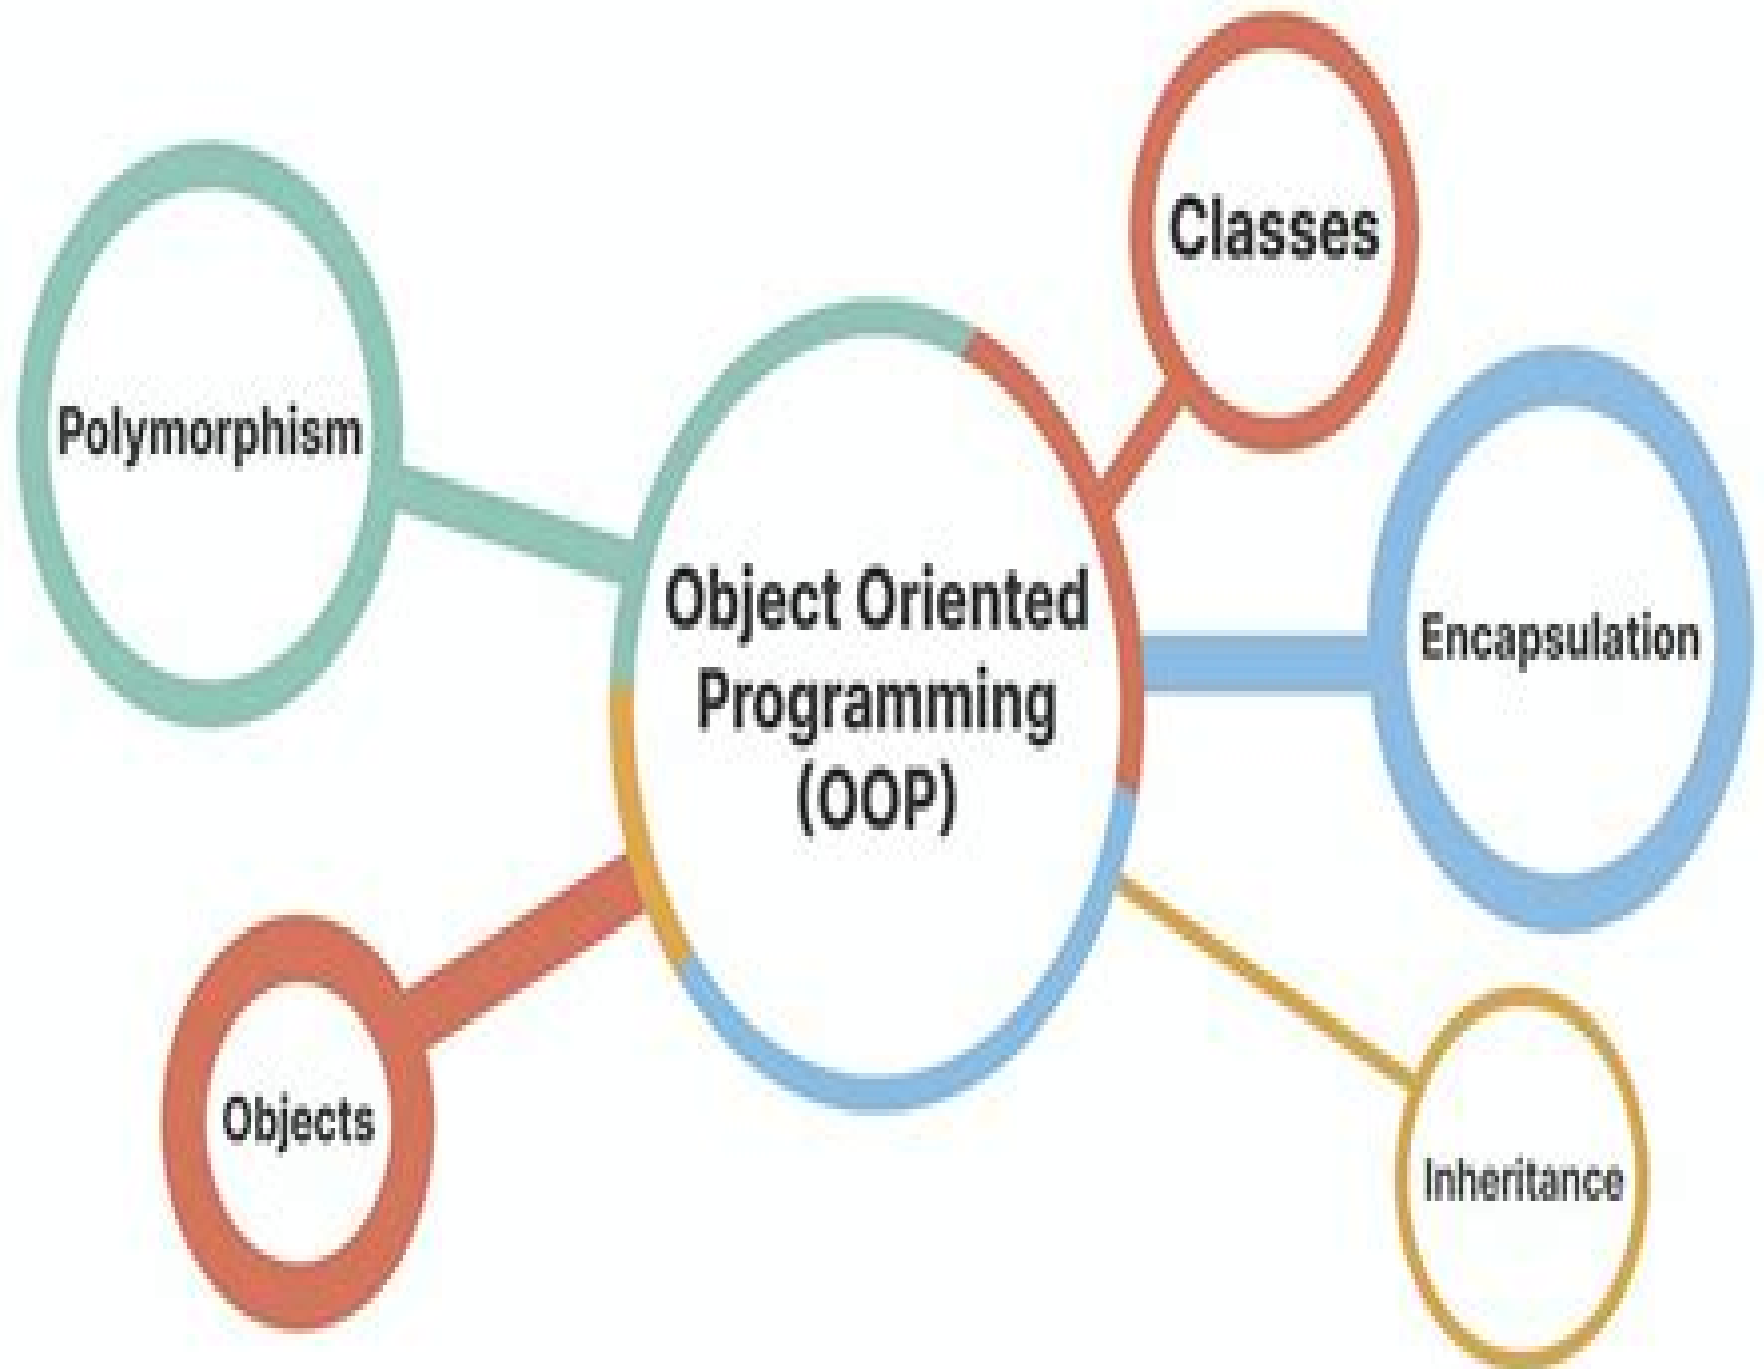 Classes
Polymorphism
Object Oriented
Programming
(OOP)
Encapsulation
Objects
Inheritance